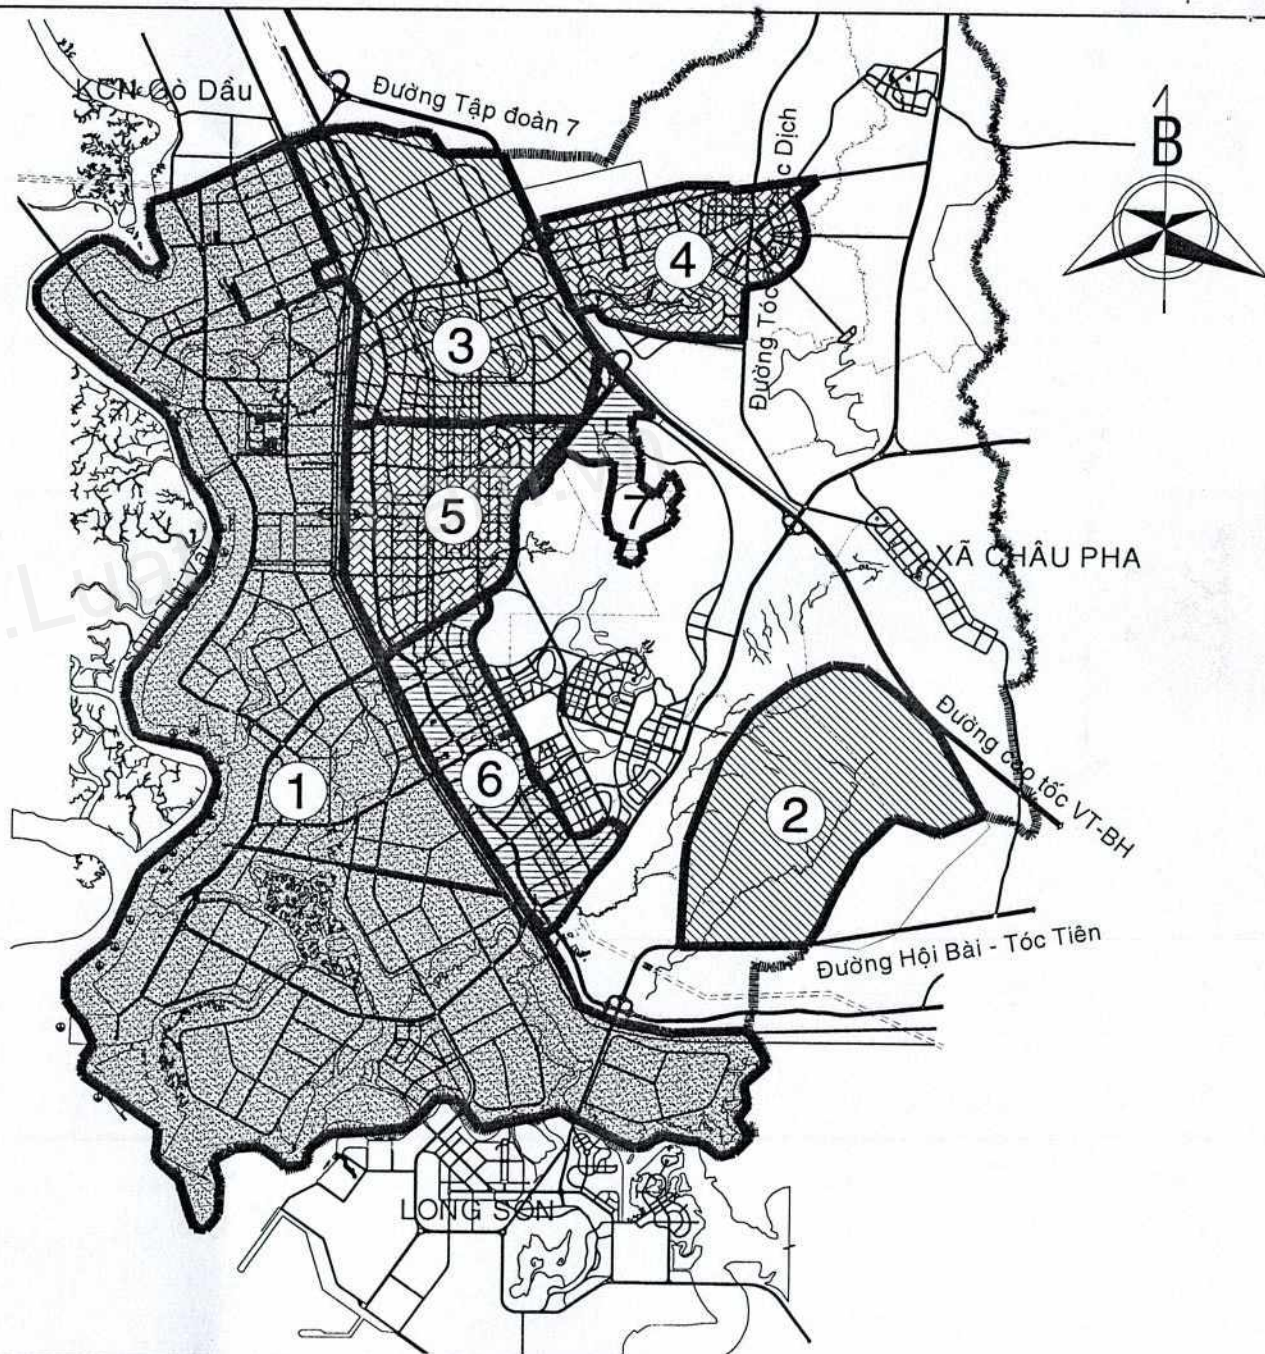 KCN Gò Dầu
Đường Tập đoàn 7
B
Đường Tóc
c Dịch
4
3
5
7
XÃ CHÂU PHA
6
1
2
Đường cao tốc VT-BH
Đường Hội Bài - Tóc Tiên
LONG SƠN